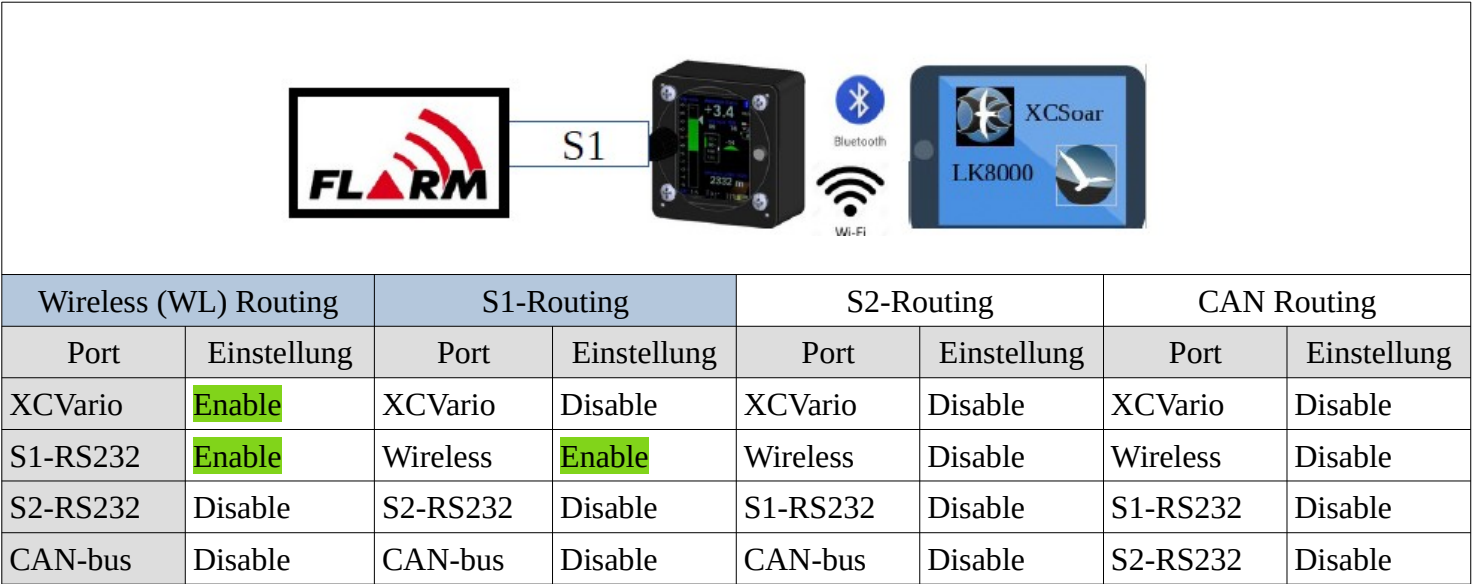 FLARM
S1
+3.4
2332 m
Bluetooth
Wi-Fi
XCSoar
LK8000
Wireless (WL) Routing S1-Routing S2-Routing CAN Routing
Port Einstellung Port Einstellung Port Einstellung Port Einstellung
XCVario Enable XCVario Disable XCVario Disable XCVario Disable
S1-RS232 Enable Wireless Enable Wireless Disable Wireless Disable
S2-RS232 Disable S2-RS232 Disable S1-RS232 Disable S1-RS232 Disable
CAN-bus Disable CAN-bus Disable CAN-bus Disable S2-RS232 Disable